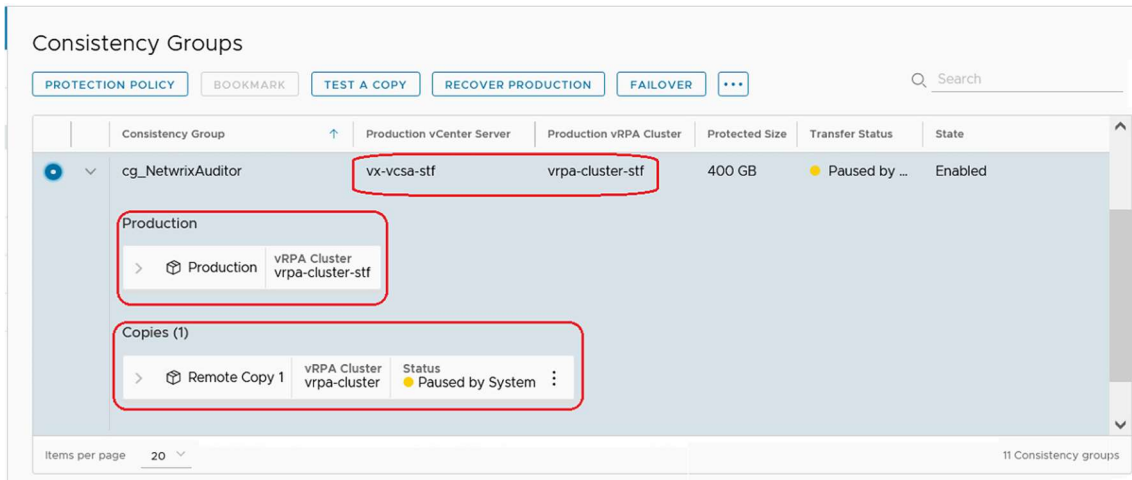 Consistency Groups
PROTECTION POLICY BOOKMARK TEST A COPY RECOVER PRODUCTION FAILOVER ... Search
Consistency Group ↑ Production vCenter Server Production vRPA Cluster Protected Size Transfer Status State
cg_NetwrixAuditor vx-vcsa-stf vrpa-cluster-stf 400 GB Paused by ... Enabled
Production
Production vRPA Cluster
vrpa-cluster-stf
Copies (1)
Remote Copy 1 vRPA Cluster Status
vrpa-cluster Paused by System
Items per page 20 11 Consistency groups